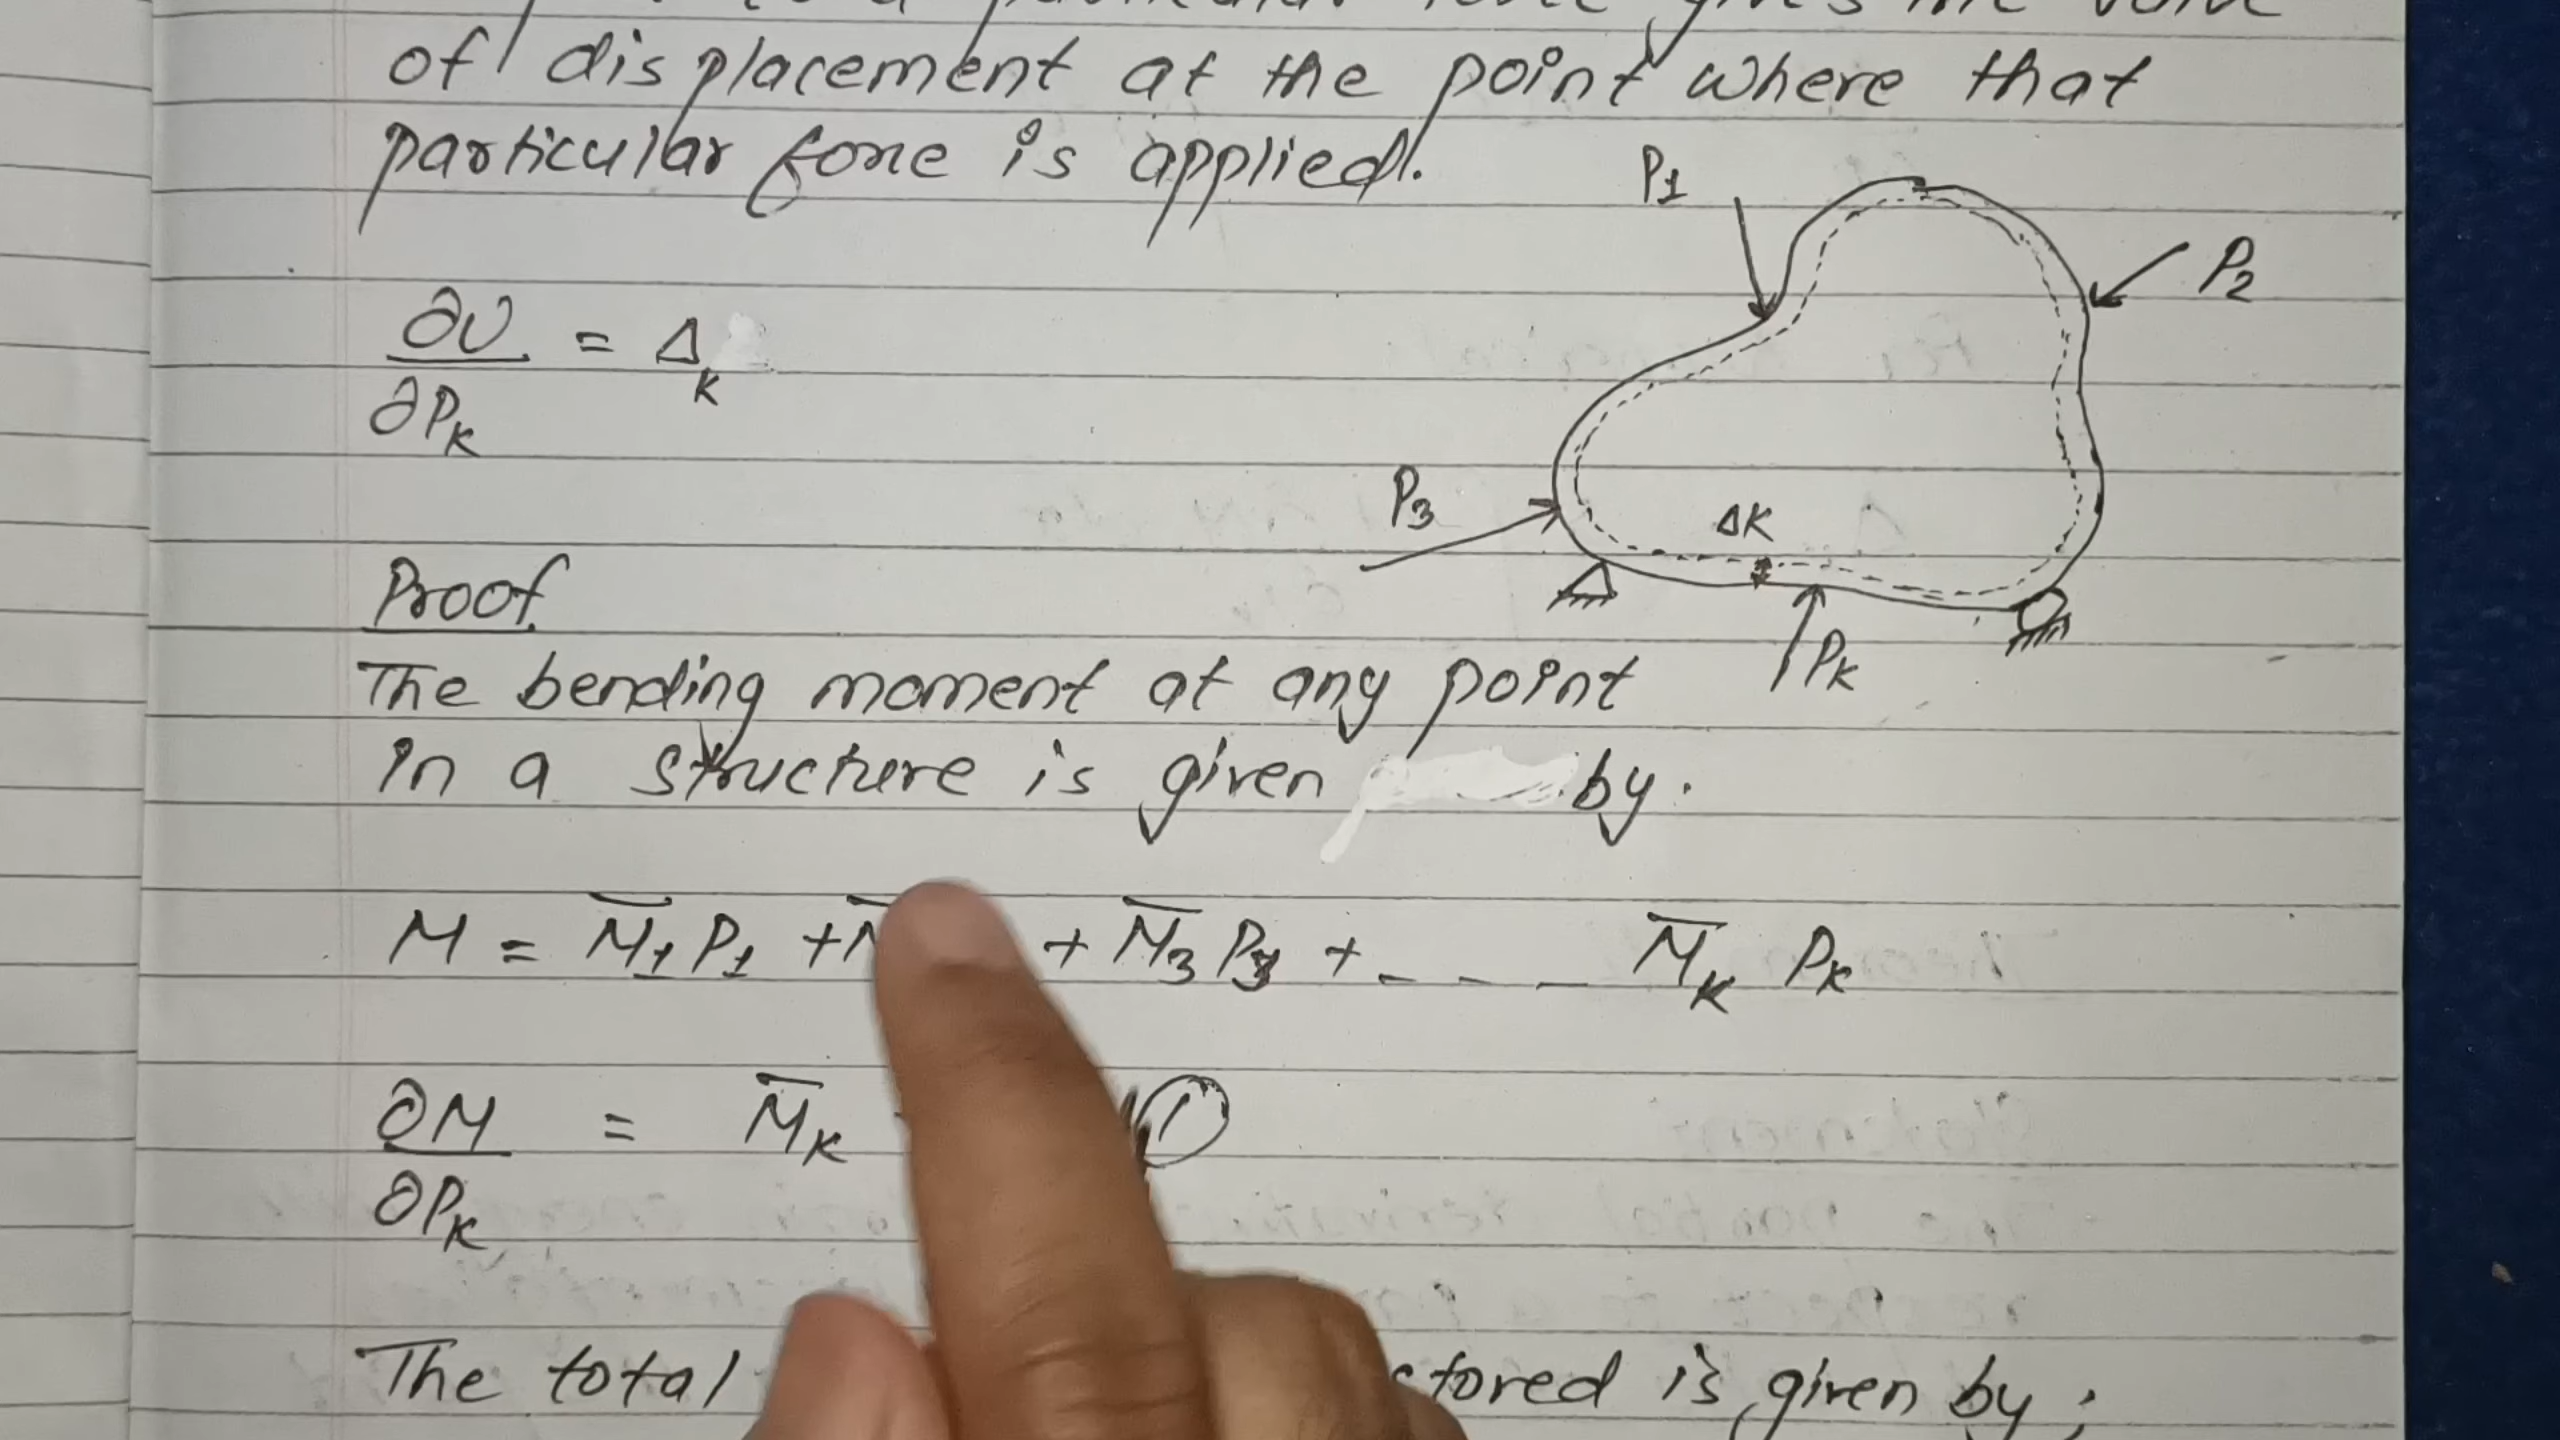 of displacement at the point where that
particular force is applied.
P1
P2
∂U
= ΔK
∂PK
P3
ΔK
PK
Proof
The bending moment at any point
in a structure is given by.
M = M̅1 P1 + + M̅3 P3 + - - - M̅K PK
∂M = M̅K 1
∂PK
The total stored is given by;